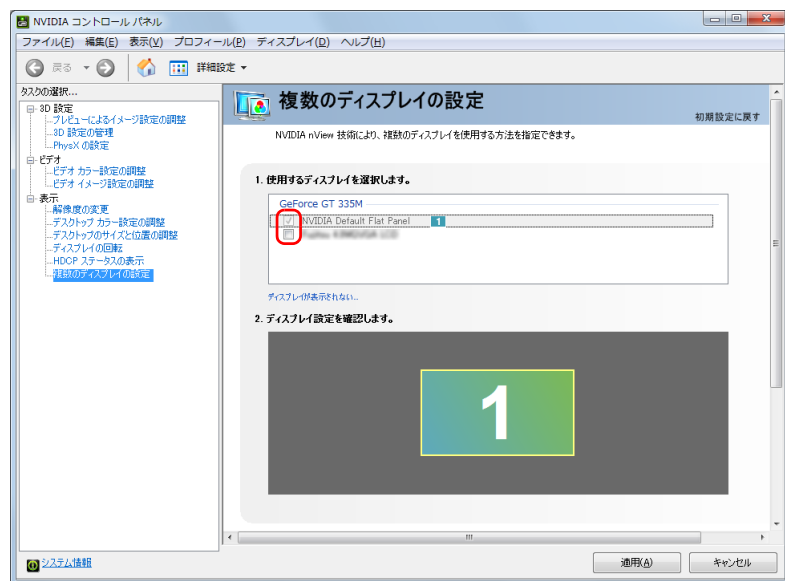 NVIDIA コントロール パネル
ファイル(F) 編集(E) 表示(V) プロフィール(P) ディスプレイ(D) ヘルプ(H)
戻る 詳細設定
タスクの選択...
3D 設定
プレビューによるイメージ設定の調整
3D 設定の管理
PhysX の設定
ビデオ
ビデオ カラー設定の調整
ビデオ イメージ設定の調整
表示
解像度の変更
デスクトップ カラー設定の調整
デスクトップのサイズと位置の調整
ディスプレイの回転
HDCP ステータスの表示
複数のディスプレイの設定
複数のディスプレイの設定
初期設定に戻す
NVIDIA nView 技術により、複数のディスプレイを使用する方法を指定できます。
1. 使用するディスプレイを選択します。
GeForce GT 335M
NVIDIA Default Flat Panel 1
ディスプレイが表示されない...
2. ディスプレイ設定を確認します。
1
システム情報
適用(A) キャンセル